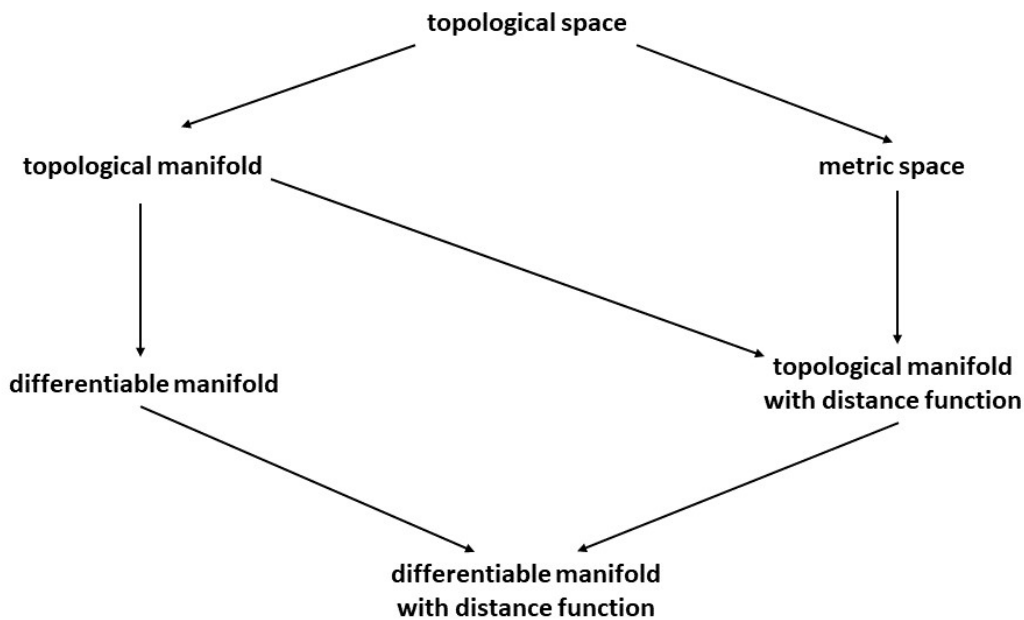 topological space
topological manifold
metric space
differentiable manifold
topological manifold
with distance function
differentiable manifold
with distance function